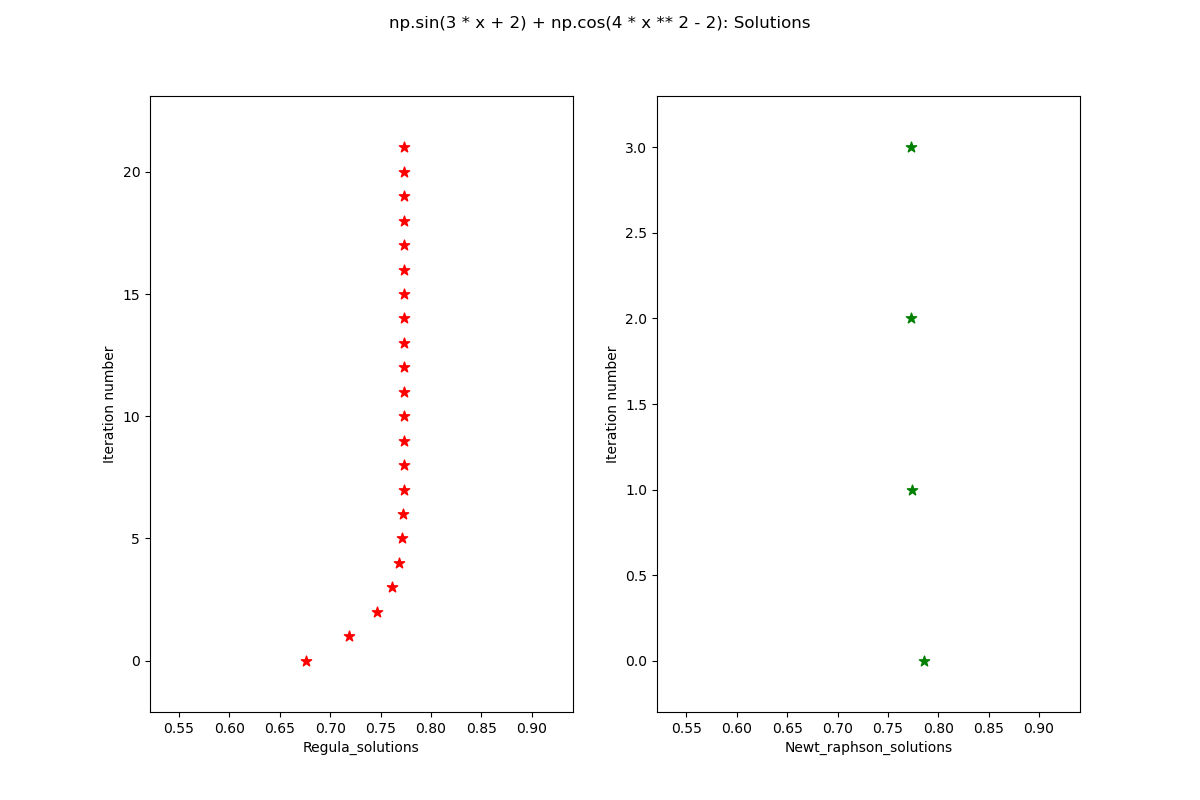 np.sin(3 * x + 2) + np.cos(4 * x ** 2 - 2): Solutions
20
15
10
5
0
Iteration number
0.55 0.60 0.65 0.70 0.75 0.80 0.85 0.90
Regula_solutions
3.0
2.5
2.0
1.5
1.0
0.5
0.0
Iteration number
0.55 0.60 0.65 0.70 0.75 0.80 0.85 0.90
Newt_raphson_solutions